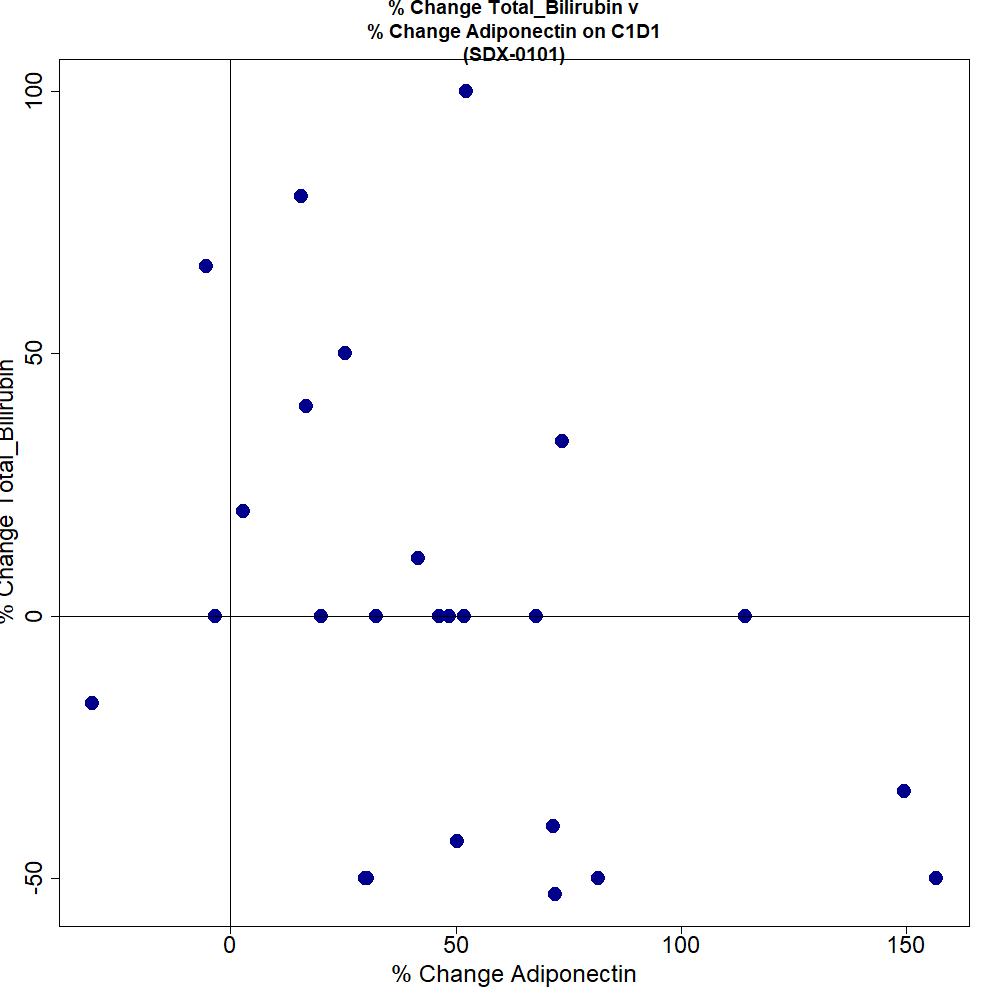 % Change Total_Bilirubin v
% Change Adiponectin on C1D1
(SDX-0101)
% Change Total_Bilirubin
100
50
0
-50
0
50
100
150
% Change Adiponectin